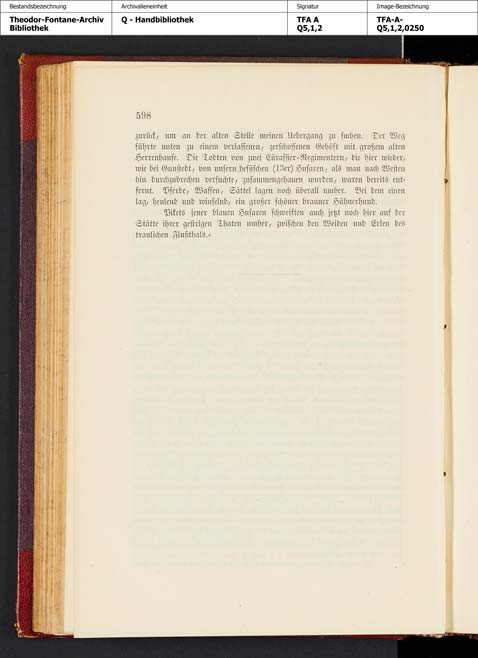 Bestandsbezeichnung Archivalieneinheit Signatur Image-Bezeichnung
Theodor-Fontane-Archiv Q - Handbibliothek TFA A TFA-A-
Bibliothek Q5,1,2 Q5,1,2,0250
598
zurück, um an der alten Stelle meinen Uebergang zu suchen. Der Weg
führte unten zu einem verlassenen, zerschossenen Gehöft mit großem alten
Herrenhause. Die Todten von zwei Cürassier-Regimentern, die hier wieder,
wie bei Gunstedt, von unsern hessischen (13er) Husaren, als man nach Westen
hin durchzubrechen versuchte, zusammengehauen wurden, waren bereits ent-
fernt. Pferde, Waffen, Sättel lagen noch überall umher. Bei dem einen
lag, heulend und winselnd, ein großer schöner brauner Hühnerhund.
Pikets jener blauen Husaren schweiften auch jetzt noch hier auf der
Stätte ihrer gestrigen Thaten umher, zwischen den Weiden und Erlen des
traulichen Flußthals.«